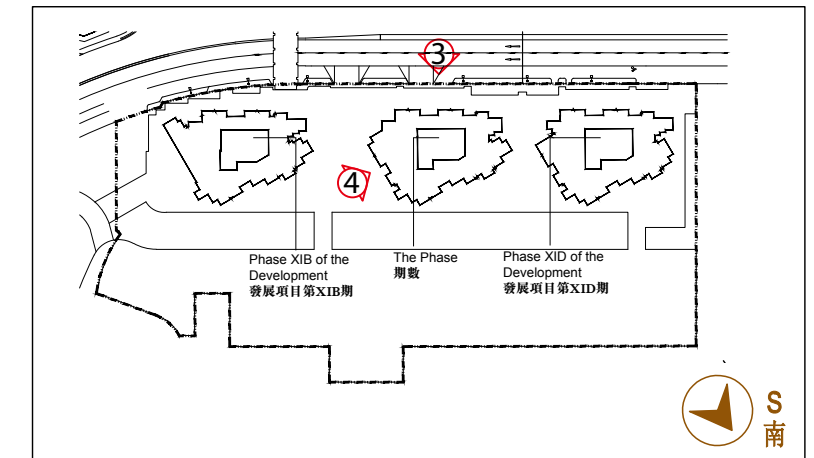 3
4
Phase XIB of the
Development
發展項目第XIB期
The Phase
期數
Phase XID of the
Development
發展項目第XID期
S
南